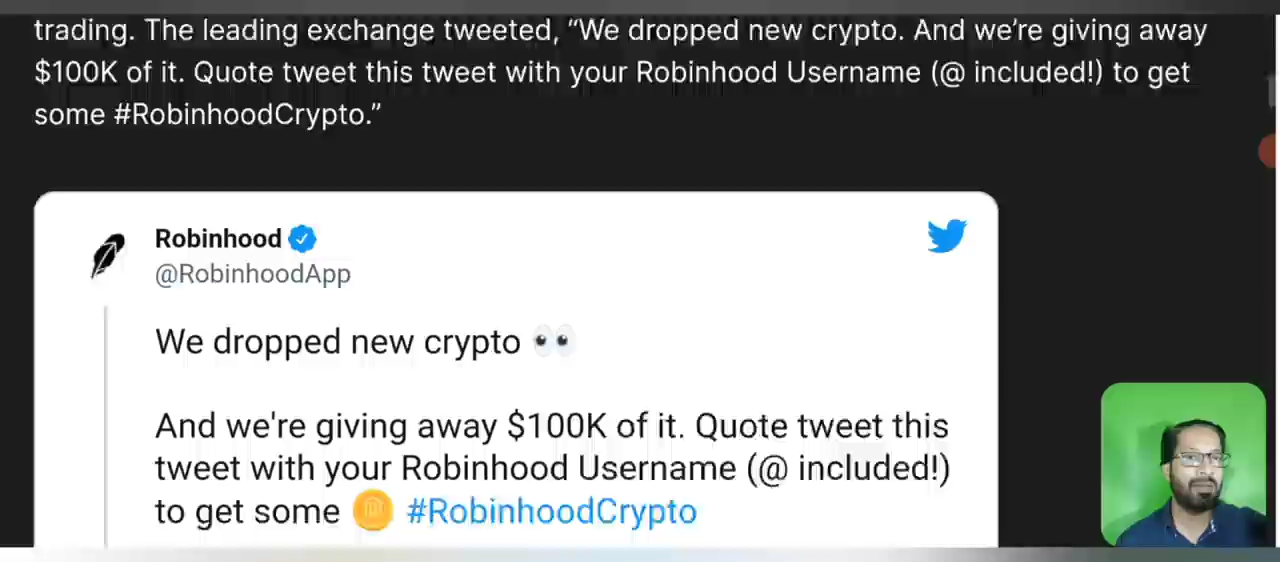 trading. The leading exchange tweeted, “We dropped new crypto. And we’re giving away
$100K of it. Quote tweet this tweet with your Robinhood Username (@ included!) to get
some #RobinhoodCrypto.”
Robinhood
@RobinhoodApp
We dropped new crypto 👀
And we're giving away $100K of it. Quote tweet this
tweet with your Robinhood Username (@ included!)
to get some 🪙 #RobinhoodCrypto